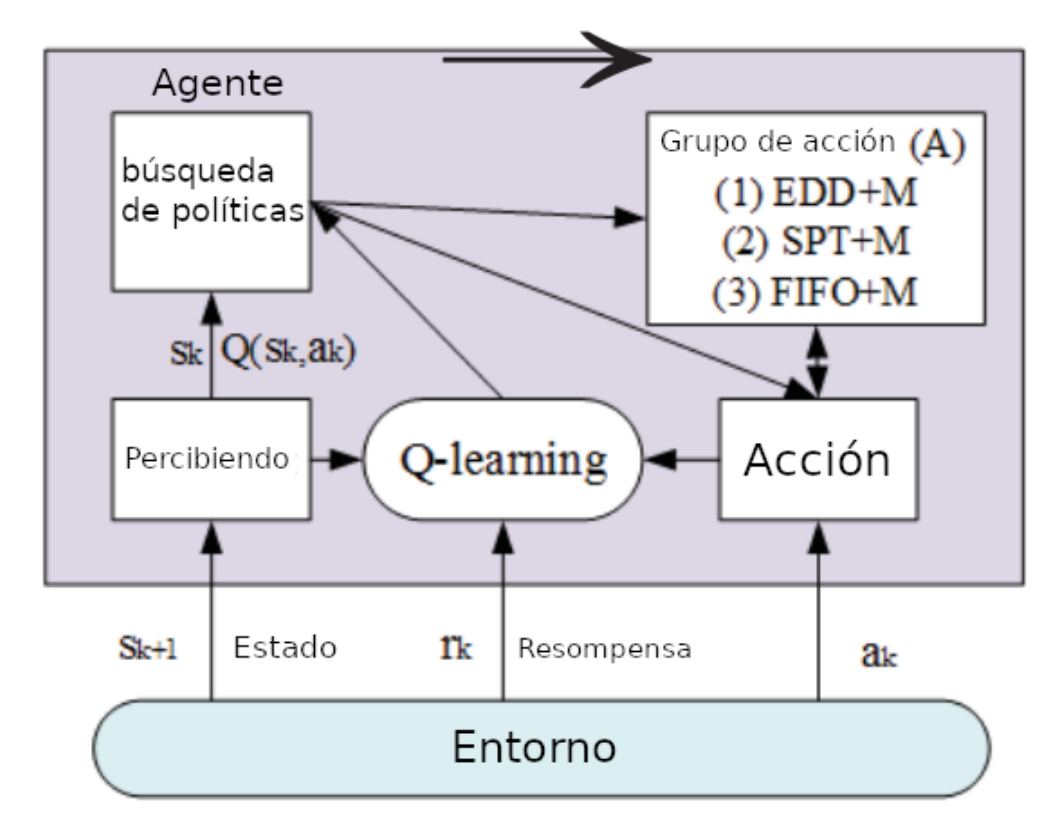 Agente
búsqueda
de políticas
Grupo de acción (A)
(1) EDD+M
(2) SPT+M
(3) FIFO+M
sk Q(sk,ak)
Percibiendo
Q-learning
Acción
sk+1 Estado
rk Resompensa
ak
Entorno